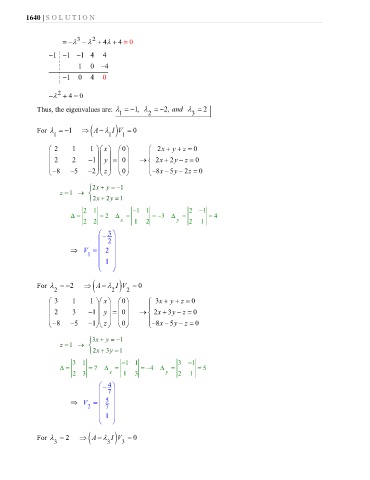 1640 | S O L U T I O N
= −λ³ − λ² + 4λ + 4 = 0
−1 −1 −1 4 4
1 0 −4
−1 0 4 0
−λ² + 4 = 0
Thus, the eigenvalues are: λ₁ = −1, λ₂ = −2, and λ₃ = 2
For λ₁ = −1 ⇒ (A − λ₁I)V₁ = 0
( 2 1 1 ) ( x ) ( 0 ) { 2x + y + z = 0
( 2 2 −1 ) ( y ) = ( 0 ) → { 2x + 2y − z = 0
( −8 −5 −2 ) ( z ) ( 0 ) { −8x − 5y − 2z = 0
z = 1 → { 2x + y = −1
{ 2x + 2y = 1
Δ = | 2 1 | = 2 Δx = | −1 1 | = −3 Δy = | 2 −1 | = 4
| 2 2 | | 1 2 | | 2 1 |
( −3/2 )
⇒ V₁ = ( 2 )
( 1 )
For λ₂ = −2 ⇒ (A − λ₂I)V₂ = 0
( 3 1 1 ) ( x ) ( 0 ) { 3x + y + z = 0
( 2 3 −1 ) ( y ) = ( 0 ) → { 2x + 3y − z = 0
( −8 −5 −1 ) ( z ) ( 0 ) { −8x − 5y − z = 0
z = 1 → { 3x + y = −1
{ 2x + 3y = 1
Δ = | 3 1 | = 7 Δx = | −1 1 | = −4 Δy = | 3 −1 | = 5
| 2 3 | | 1 3 | | 2 1 |
( −4/7 )
⇒ V₂ = ( 5/7 )
( 1 )
For λ₃ = 2 ⇒ (A − λ₃I)V₃ = 0